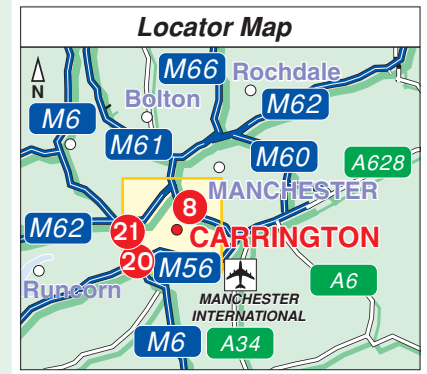 Locator Map
N
M66
Rochdale
Bolton
M6
M62
M61
M60
A628
MANCHESTER
8
M62
21
CARRINGTON
20
M56
Runcorn
A6
MANCHESTER
INTERNATIONAL
M6
A34